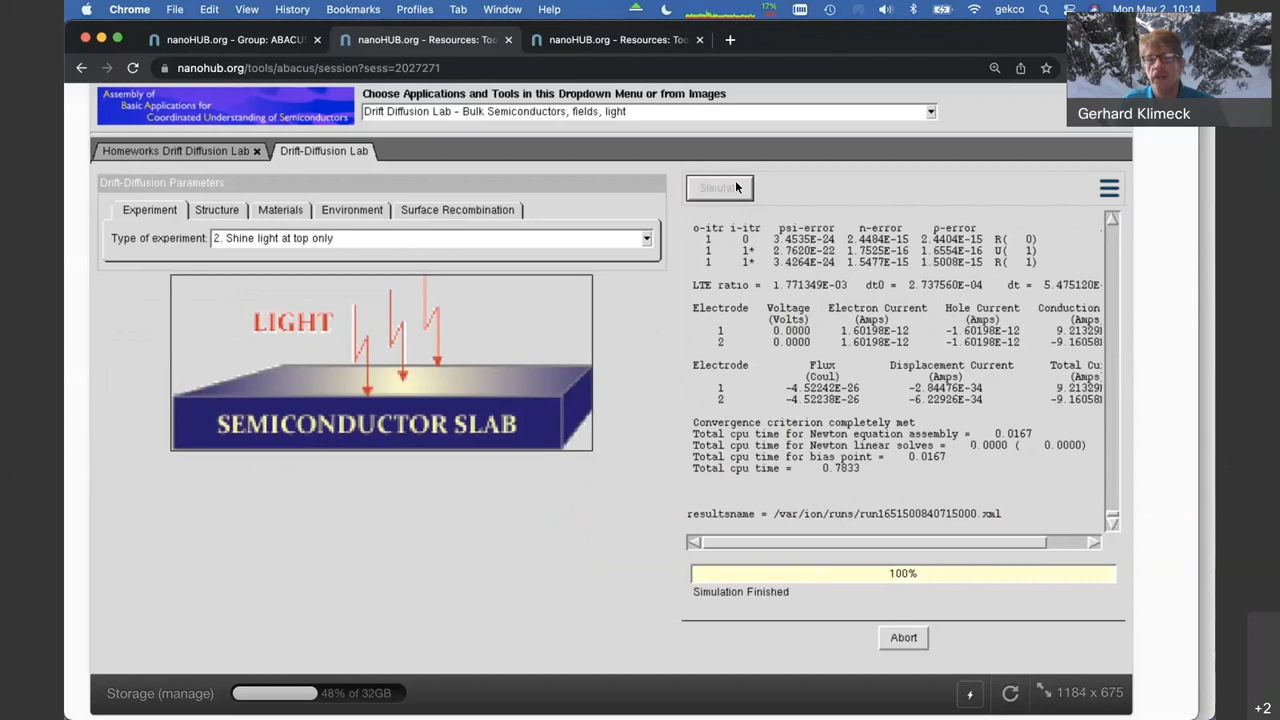 Chrome File Edit View History Bookmarks Profiles Tab Window Help 17% gekco Mon May 2 10:14
nanoHUB.org - Group: ABACU × nanoHUB.org - Resources: Too × nanoHUB.org - Resources: Too × +
nanohub.org/tools/abacus/session?sess=2027271
Gerhard Klimeck
Assembly of
Basic Applications for
Coordinated Understanding of Semiconductors
Choose Applications and Tools in this Dropdown Menu or from Images
Drift Diffusion Lab - Bulk Semiconductors, fields, light
Homeworks Drift Diffusion Lab × Drift-Diffusion Lab
Drift-Diffusion Parameters
Experiment Structure Materials Environment Surface Recombination
Type of experiment: 2. Shine light at top only
LIGHT
SEMICONDUCTOR SLAB
Simulate
o-itr i-itr psi-error n-error p-error
1 0 3.4535E-24 2.4484E-15 2.4404E-15 R( 0)
1 1* 2.7620E-22 1.7525E-16 1.6554E-16 U( 1)
1 1* 3.4264E-24 1.5477E-15 1.5008E-15 R( 1)
LTE ratio = 1.771349E-03 dt0 = 2.737560E-04 dt = 5.475120E-
Electrode Voltage Electron Current Hole Current Conduction
(Volts) (Amps) (Amps) (Amps
1 0.0000 1.60198E-12 -1.60198E-12 9.21329
2 0.0000 1.60198E-12 -1.60198E-12 -9.16058
Electrode Flux Displacement Current Total Cu
(Coul) (Amps) (Amps
1 -4.52242E-26 -2.84476E-34 9.21329
2 -4.52238E-26 -6.22926E-34 -9.16058
Convergence criterion completely met
Total cpu time for Newton equation assembly = 0.0167
Total cpu time for Newton linear solves = 0.0000 ( 0.0000)
Total cpu time for bias point = 0.0167
Total cpu time = 0.7833
resultsname = /var/ion/runs/run1651500840715000.xml
100%
Simulation Finished
Abort
Storage (manage) 48% of 32GB 1184 x 675
+2